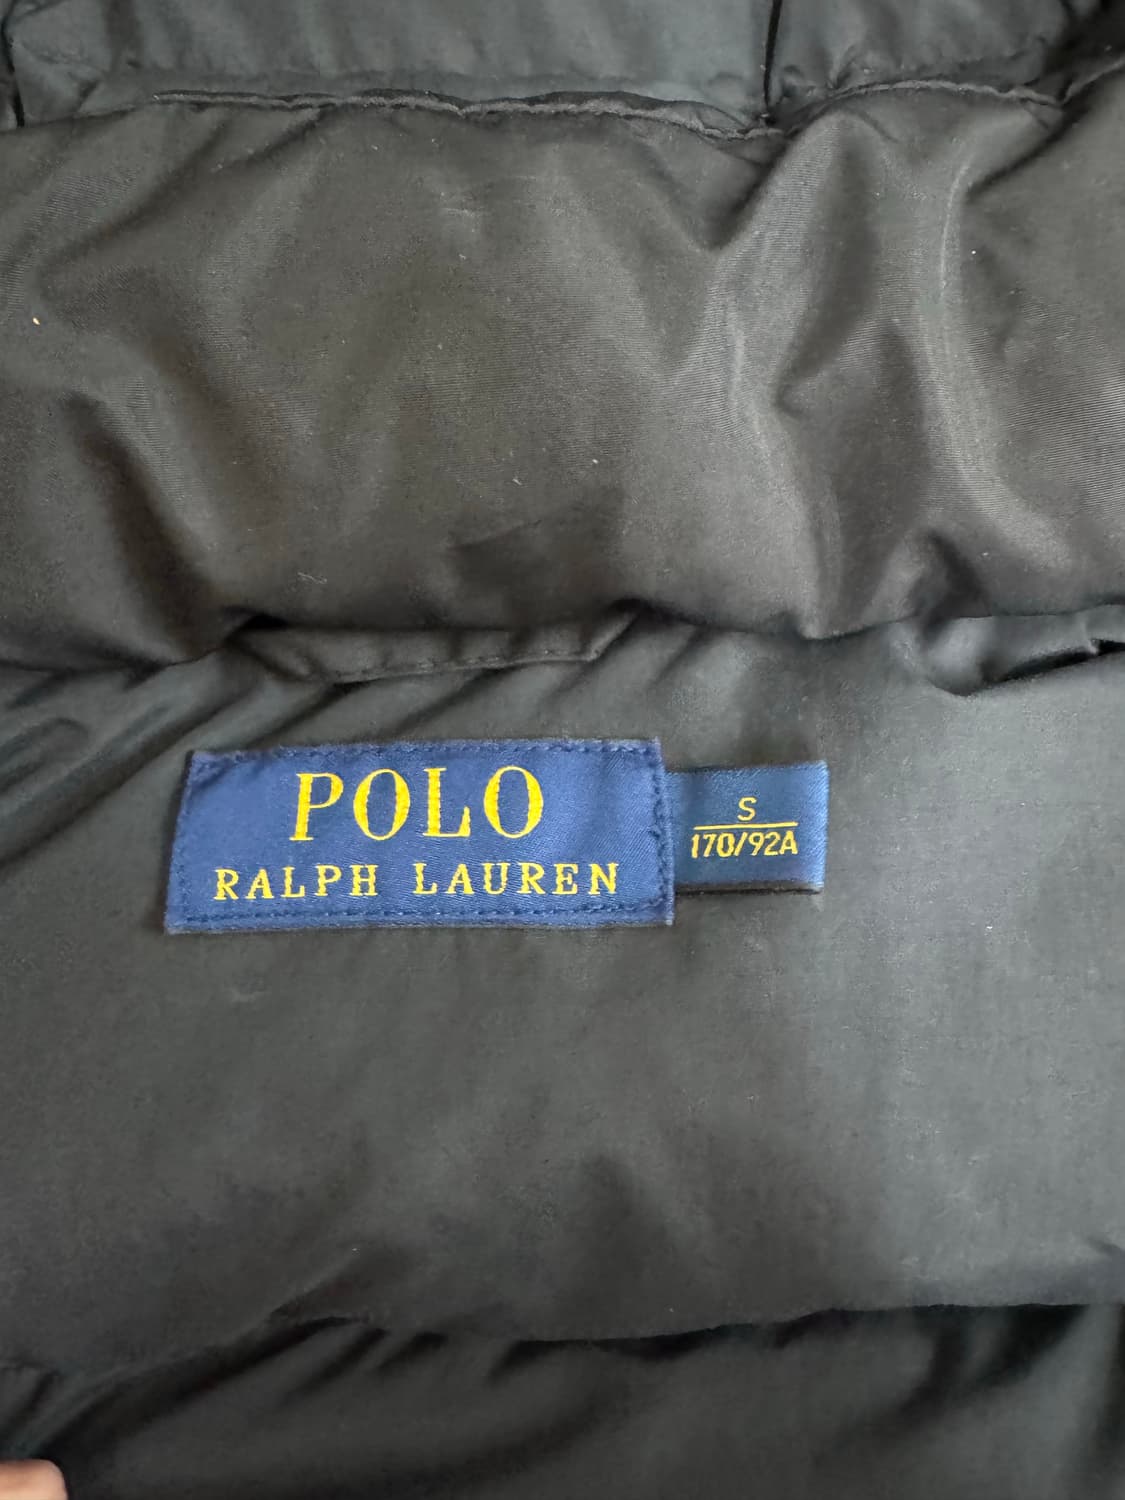 POLO
RALPH LAUREN
S
170/92A